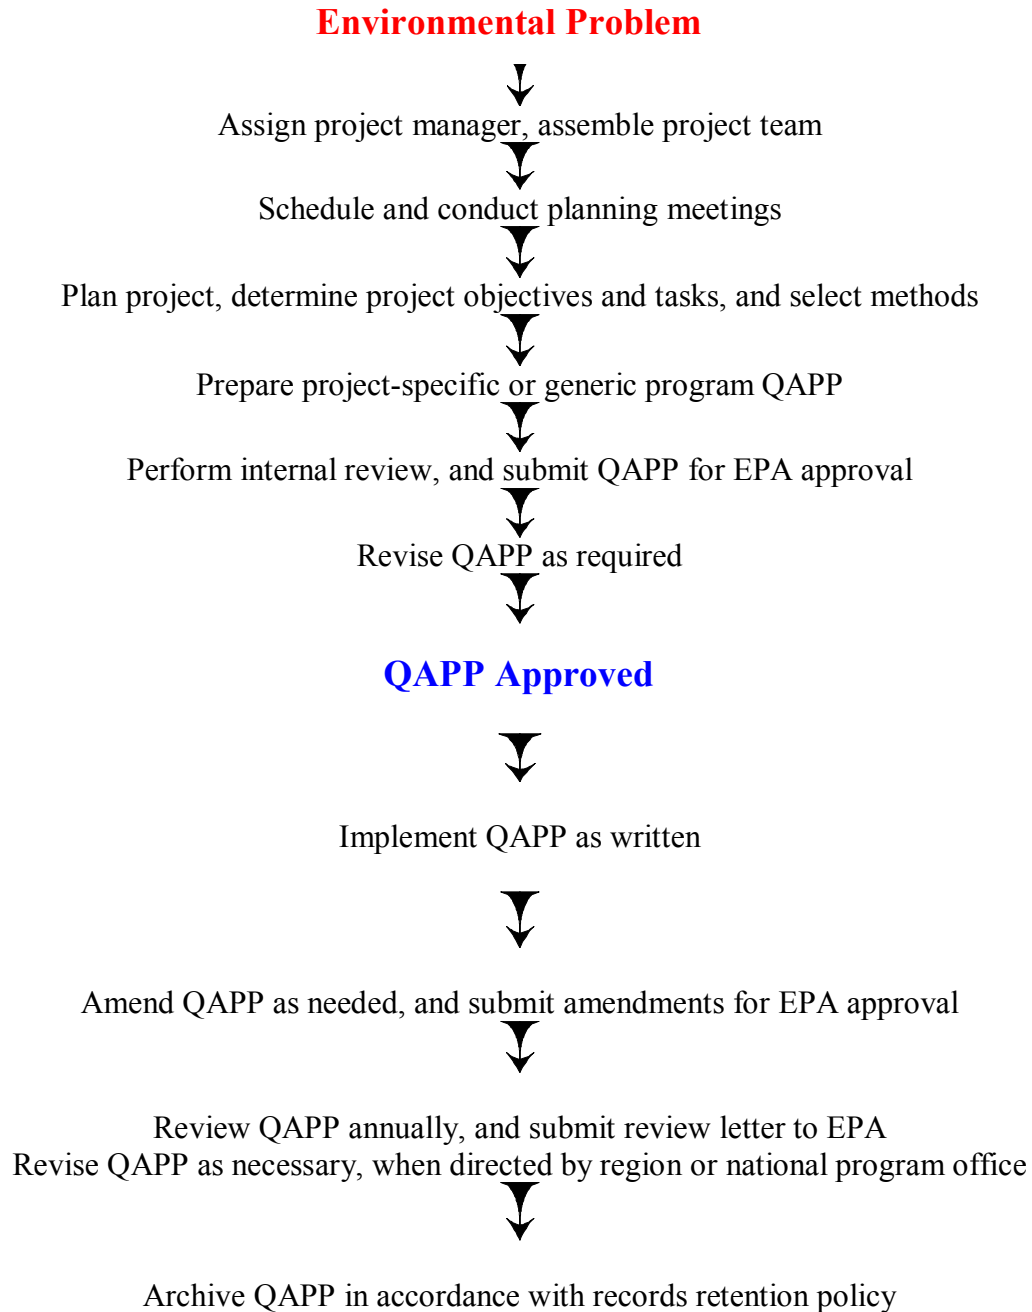 Environmental Problem
Assign project manager, assemble project team
Schedule and conduct planning meetings
Plan project, determine project objectives and tasks, and select methods
Prepare project-specific or generic program QAPP
Perform internal review, and submit QAPP for EPA approval
Revise QAPP as required
QAPP Approved
Implement QAPP as written
Amend QAPP as needed, and submit amendments for EPA approval
Review QAPP annually, and submit review letter to EPA
Revise QAPP as necessary, when directed by region or national program office
Archive QAPP in accordance with records retention policy